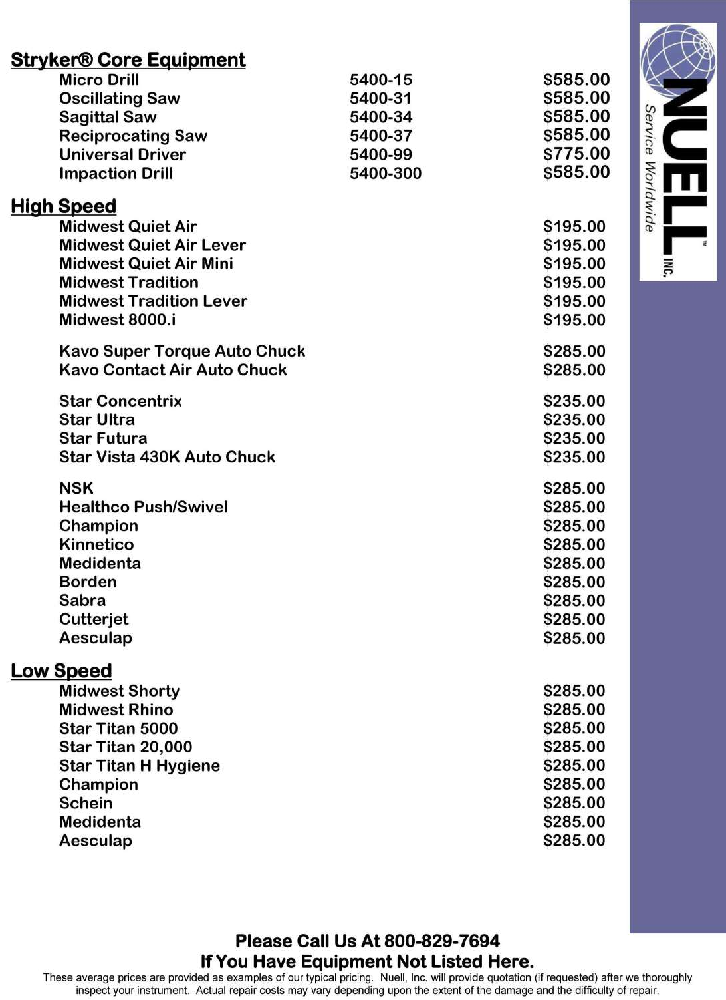 Stryker® Core Equipment
Micro Drill 5400-15 $585.00
Oscillating Saw 5400-31 $585.00
Sagittal Saw 5400-34 $585.00
Reciprocating Saw 5400-37 $585.00
Universal Driver 5400-99 $775.00
Impaction Drill 5400-300 $585.00
High Speed
Midwest Quiet Air $195.00
Midwest Quiet Air Lever $195.00
Midwest Quiet Air Mini $195.00
Midwest Tradition $195.00
Midwest Tradition Lever $195.00
Midwest 8000.i $195.00
Kavo Super Torque Auto Chuck $285.00
Kavo Contact Air Auto Chuck $285.00
Star Concentrix $235.00
Star Ultra $235.00
Star Futura $235.00
Star Vista 430K Auto Chuck $235.00
NSK $285.00
Healthco Push/Swivel $285.00
Champion $285.00
Kinnetico $285.00
Medidenta $285.00
Borden $285.00
Sabra $285.00
Cutterjet $285.00
Aesculap $285.00
Low Speed
Midwest Shorty $285.00
Midwest Rhino $285.00
Star Titan 5000 $285.00
Star Titan 20,000 $285.00
Star Titan H Hygiene $285.00
Champion $285.00
Schein $285.00
Medidenta $285.00
Aesculap $285.00
Please Call Us At 800-829-7694
If You Have Equipment Not Listed Here.
These average prices are provided as examples of our typical pricing. Nuell, Inc. will provide quotation (if requested) after we thoroughly
inspect your instrument. Actual repair costs may vary depending upon the extent of the damage and the difficulty of repair.
NUELL™ INC.
Service Worldwide